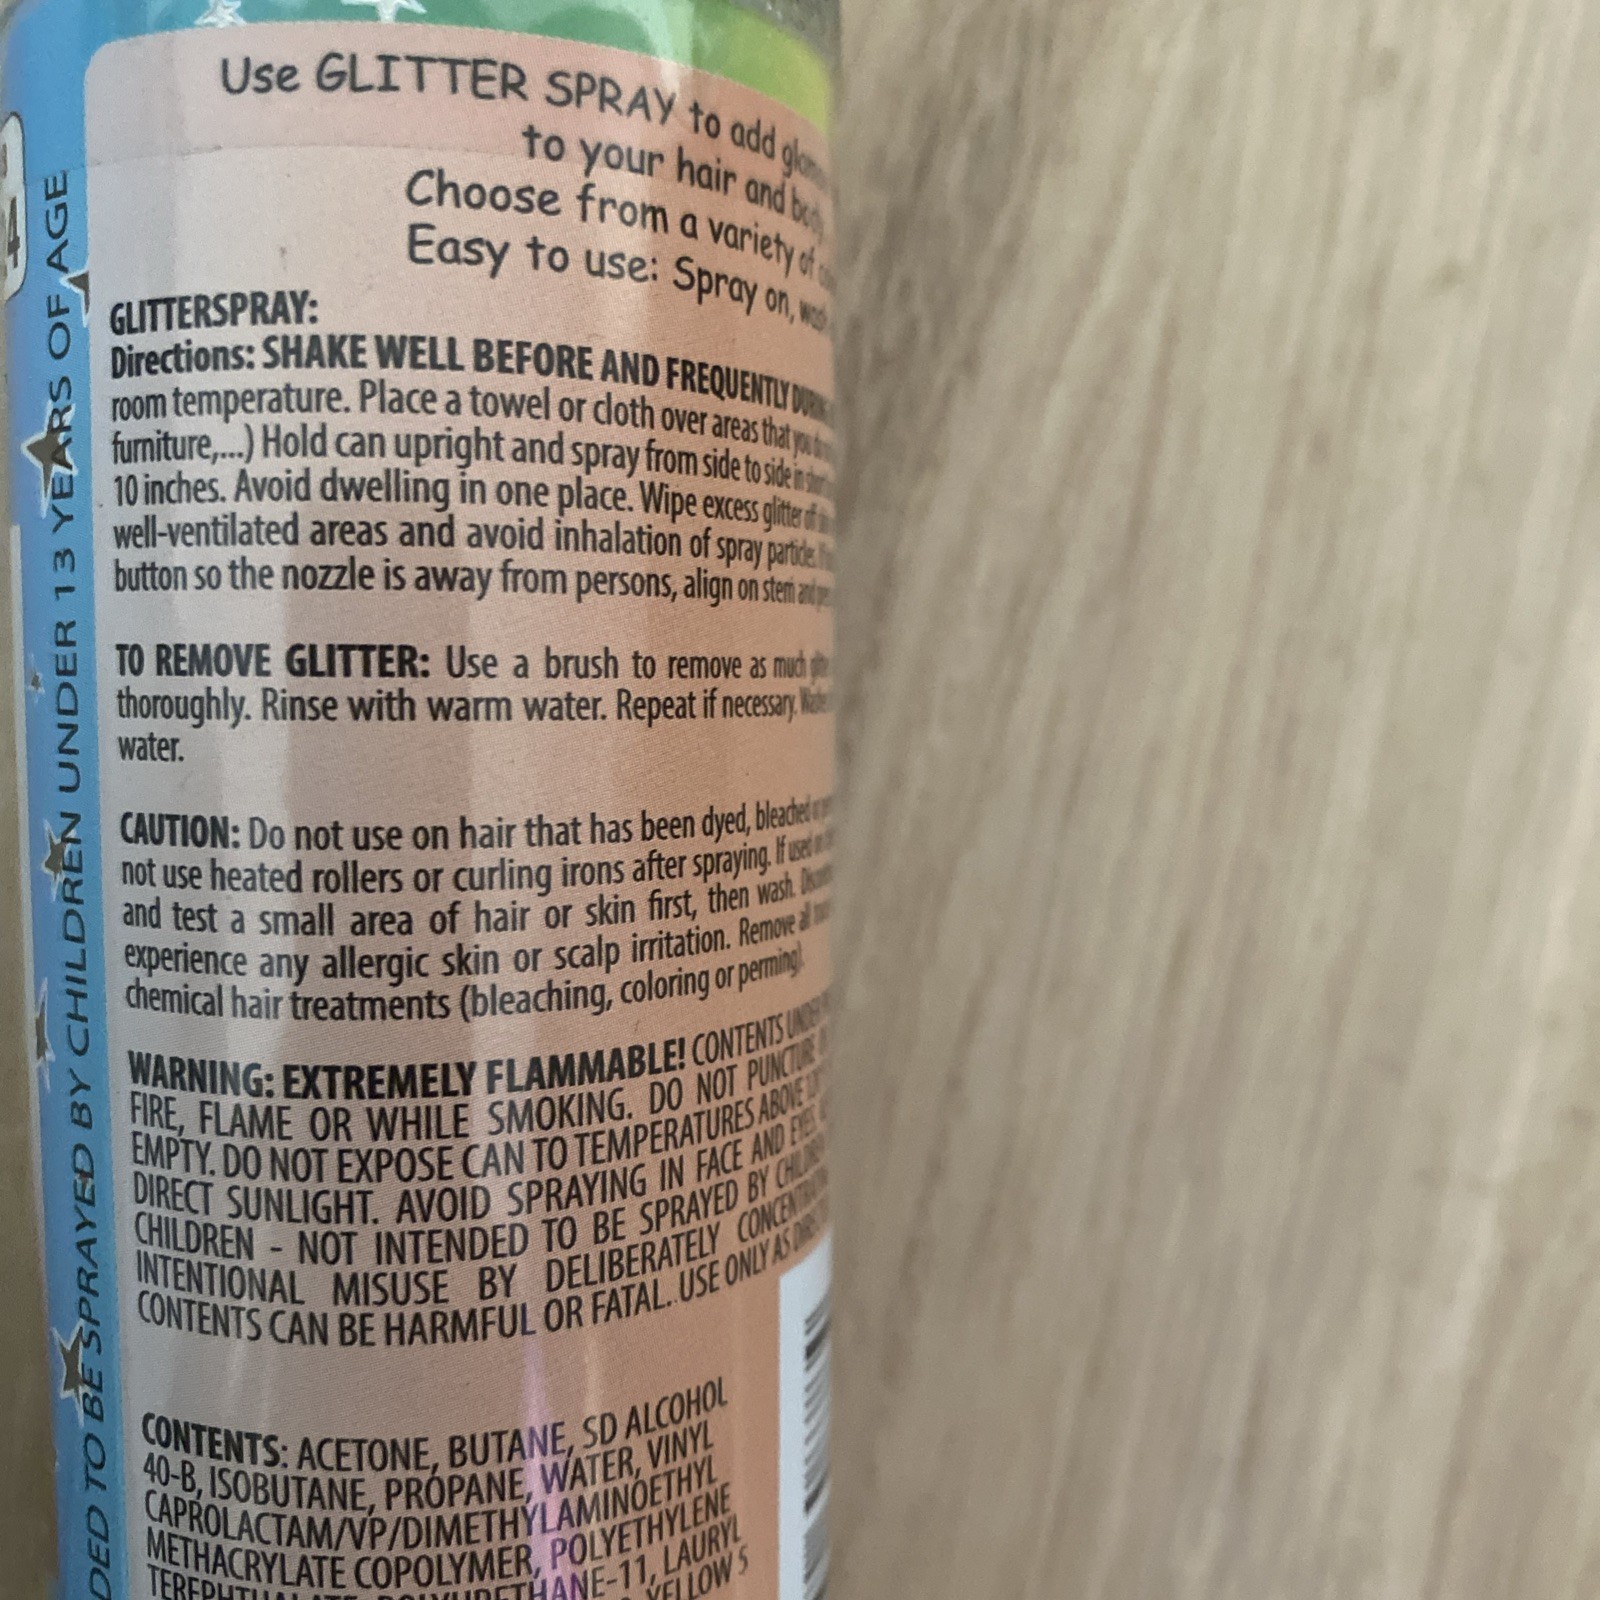 Use GLITTER SPRAY to add
to your hair and
Choose from a variety of
Easy to use: Spray on,
GLITTERSPRAY:
Directions: SHAKE WELL BEFORE AND FREQUENTLY
room temperature. Place a towel or cloth over areas that you
furniture,...) Hold can upright and spray from side to side in
10 inches. Avoid dwelling in one place. Wipe excess glitter off
well-ventilated areas and avoid inhalation of spray
button so the nozzle is away from persons, align on stem and
TO REMOVE GLITTER: Use a brush to remove as much
thoroughly. Rinse with warm water. Repeat if necessary.
water.
CAUTION: Do not use on hair that has been dyed, bleached or
not use heated rollers or curling irons after spraying. If used
and test a small area of hair or skin first, then wash.
experience any allergic skin or scalp irritation. Remove all
chemical hair treatments (bleaching, coloring or perming).
WARNING: EXTREMELY FLAMMABLE! CONTENTS UNDER
FIRE, FLAME OR WHILE SMOKING. DO NOT PUNCTURE
EMPTY. DO NOT EXPOSE CAN TO TEMPERATURES ABOVE
DIRECT SUNLIGHT. AVOID SPRAYING IN FACE AND EYES.
CHILDREN - NOT INTENDED TO BE SPRAYED BY
INTENTIONAL MISUSE BY DELIBERATELY
CONTENTS CAN BE HARMFUL OR FATAL. USE ONLY AS
CONTENTS: ACETONE, BUTANE, SD ALCOHOL
40-B, ISOBUTANE, PROPANE, WATER, VINYL
CAPROLACTAM/VP/DIMETHYLAMINOETHYL
METHACRYLATE COPOLYMER, POLYETHYLENE
TEREPHTHALATE, POLYURETHANE-11, LAURYL
YELLOW 5
DED TO BE SPRAYED BY CHILDREN UNDER 13 YEARS OF AGE